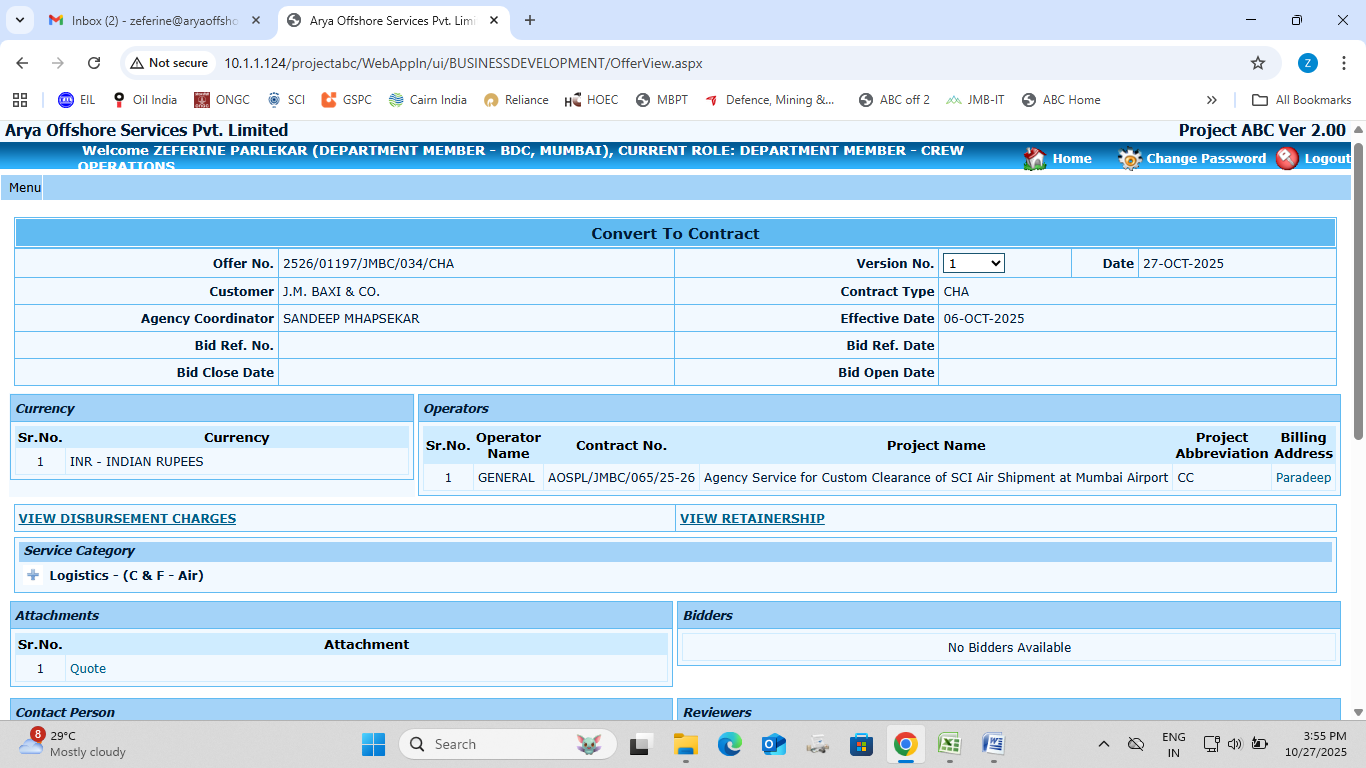 Inbox (2) - zeferine@aryaoffsho
Arya Offshore Services Pvt. Limi
Not secure
10.1.1.124/projectabc/WebAppIn/ui/BUSINESSDEVELOPMENT/OfferView.aspx
Z
EIL
Oil India
ONGC
SCI
GSPC
Cairn India
Reliance
HOEC
MBPT
Defence, Mining &...
ABC off 2
JMB-IT
ABC Home
All Bookmarks
Arya Offshore Services Pvt. Limited
Project ABC Ver 2.00
Welcome ZEFERINE PARLEKAR (DEPARTMENT MEMBER - BDC, MUMBAI), CURRENT ROLE: DEPARTMENT MEMBER - CREW
OPERATIONS
Home
Change Password
Logout
Menu
Convert To Contract
Offer No. 2526/01197/JMBC/034/CHA Version No. 1 Date 27-OCT-2025
Customer J.M. BAXI & CO. Contract Type CHA
Agency Coordinator SANDEEP MHAPSEKAR Effective Date 06-OCT-2025
Bid Ref. No. Bid Ref. Date
Bid Close Date Bid Open Date
Currency
Sr.No. Currency
1 INR - INDIAN RUPEES
Operators
Sr.No. Operator Name Contract No. Project Name Project Abbreviation Billing Address
1 GENERAL AOSPL/JMBC/065/25-26 Agency Service for Custom Clearance of SCI Air Shipment at Mumbai Airport CC Paradeep
VIEW DISBURSEMENT CHARGES
VIEW RETAINERSHIP
Service Category
Logistics - (C & F - Air)
Attachments
Sr.No. Attachment
1 Quote
Bidders
No Bidders Available
Contact Person
Reviewers
8
29°C
Mostly cloudy
Search
ENG
IN
3:55 PM
10/27/2025